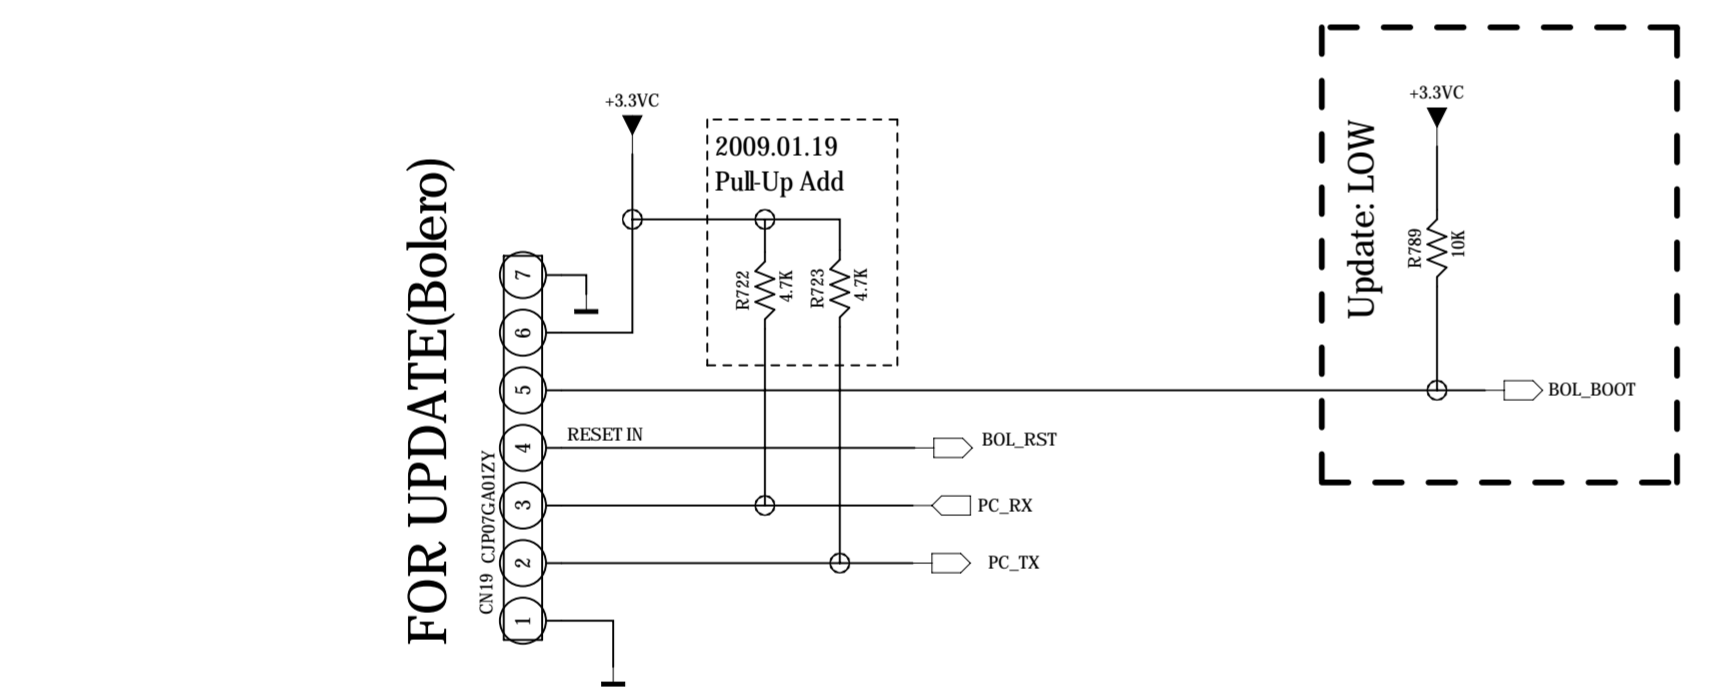 FOR UPDATE(Bolero)
CN19 CJP07GA01ZY
+3.3VC
2009.01.19
Pull-Up Add
R722
4.7K
R723
4.7K
7
6
5
4
3
2
1
RESET IN
BOL_RST
PC_RX
PC_TX
Update: LOW
+3.3VC
R789
10K
BOL_BOOT